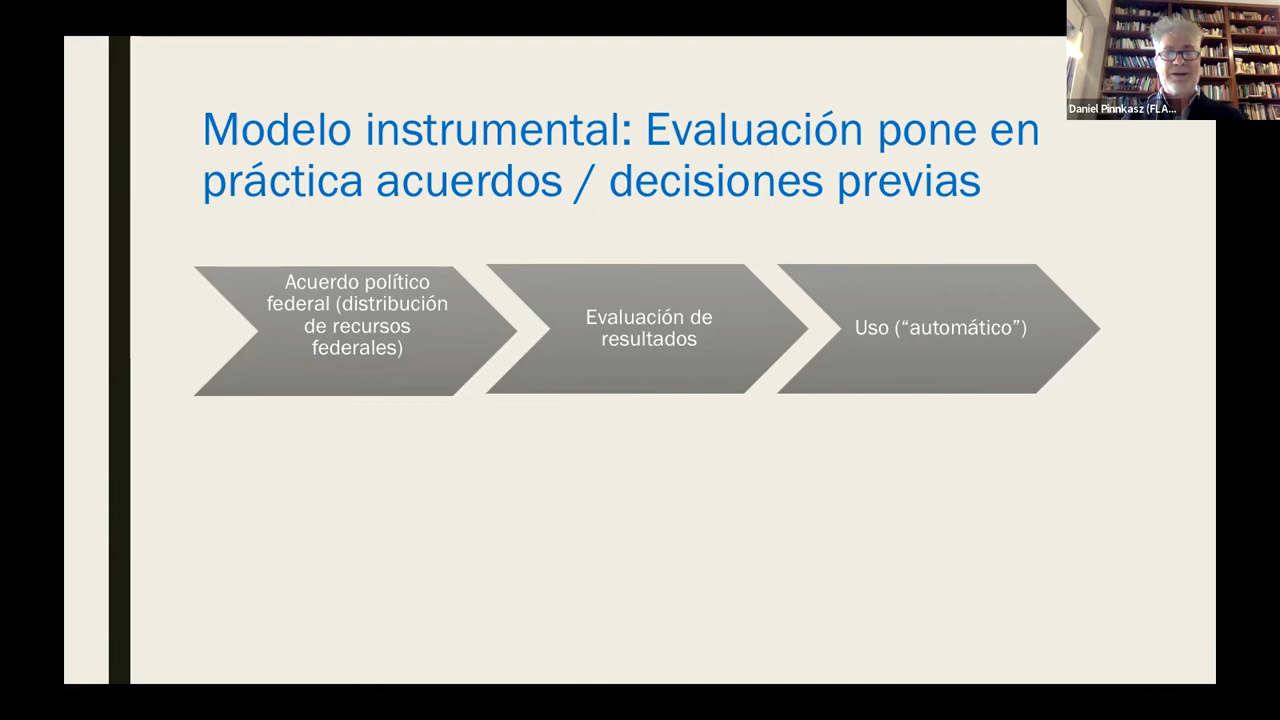 Daniel Pinnkasz (FLA...
Modelo instrumental: Evaluación pone en
práctica acuerdos / decisiones previas
Acuerdo político
federal (distribución
de recursos
federales)
Evaluación de
resultados
Uso (“automático”)